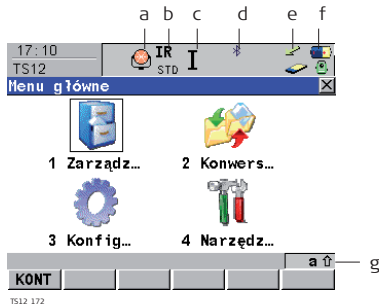 a b c d e f
17:10
IR
TS12
STD I
Menu główne
1 Zarządz… 2 Konwers…
3 Konfig… 4 Narzędz…
a⇧ g
KONT
TS12 172